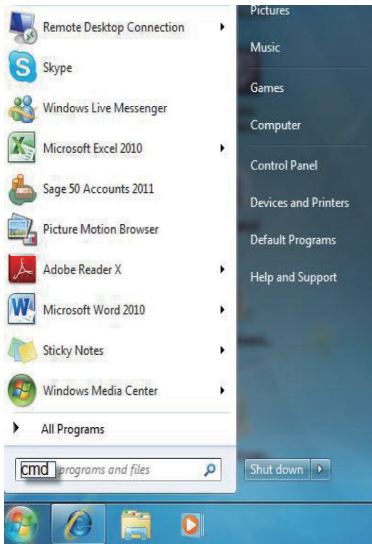 Remote Desktop Connection
Skype
Windows Live Messenger
Microsoft Excel 2010
Sage 50 Accounts 2011
Picture Motion Browser
Adobe Reader X
Microsoft Word 2010
Sticky Notes
Windows Media Center
All Programs
cmd programs and files
Pictures
Music
Games
Computer
Control Panel
Devices and Printers
Default Programs
Help and Support
Shut down